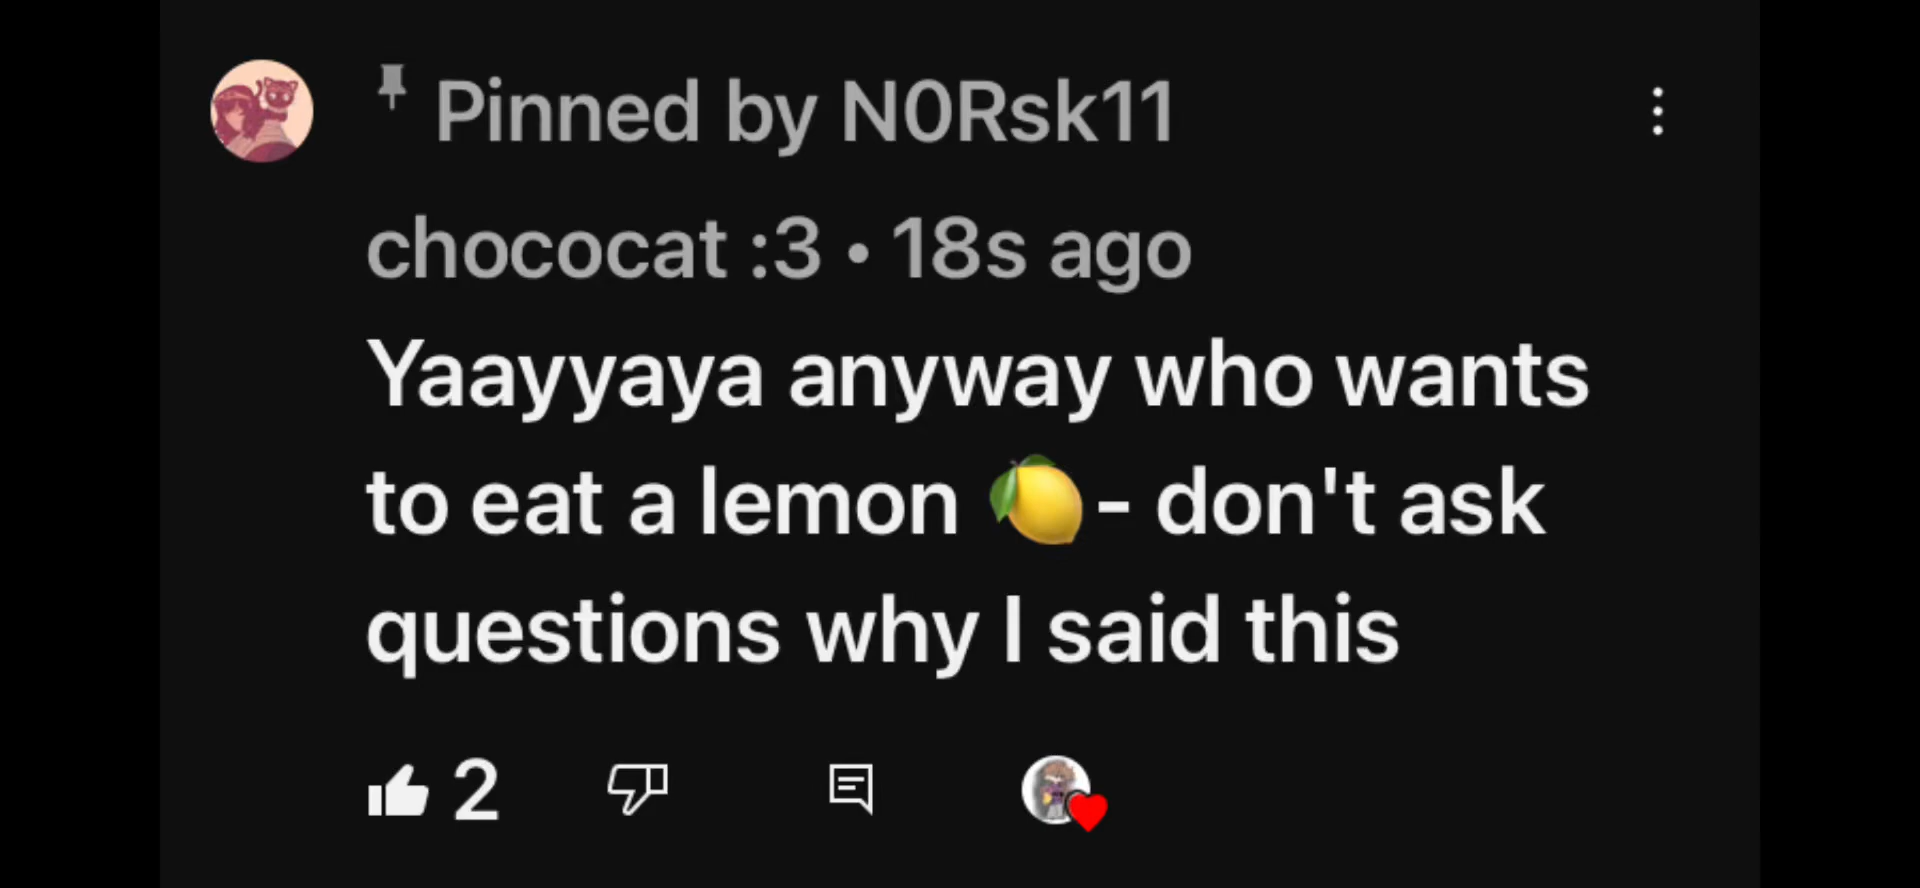 Pinned by N0Rsk11
chococat :3 • 18s ago
Yaayyaya anyway who wants
to eat a lemon 🍋- don't ask
questions why I said this
2